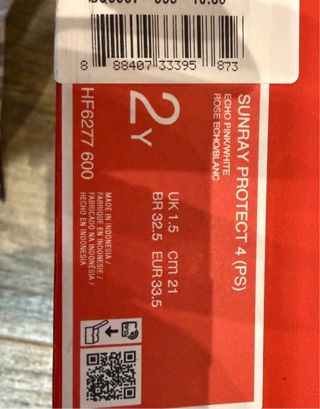 8 88407 33395 873
SUNRAY PROTECT 4 (PS)
ECHO PINK/WHITE
ROSE ECHO/BLANC
2Y
UK 1.5 cm 21
BR 32.5 EUR 33.5
HF6277 600
MADE IN INDONESIA /
FABRIQUÉ EN INDONESIE /
FABRICADO NA INDONÉSIA /
HECHO EN INDONESIA